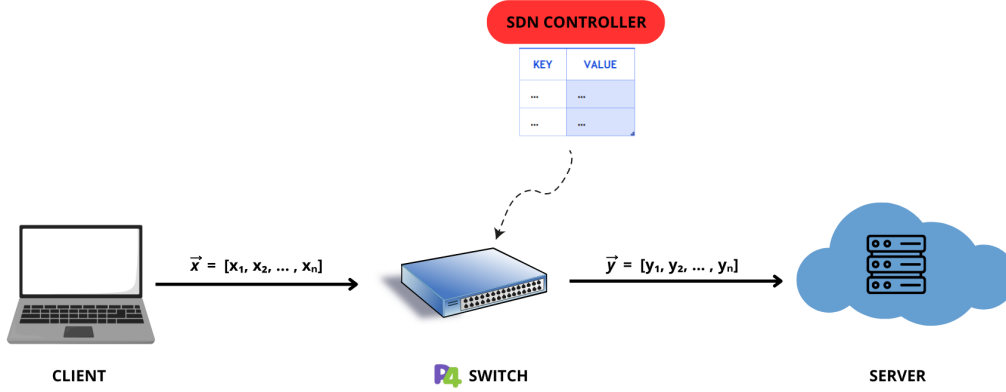 SDN CONTROLLER
KEY VALUE
... ...
... ...
x⃗ = [x₁, x₂, ... , xₙ]
y⃗ = [y₁, y₂, ... , yₙ]
CLIENT
P4 SWITCH
SERVER